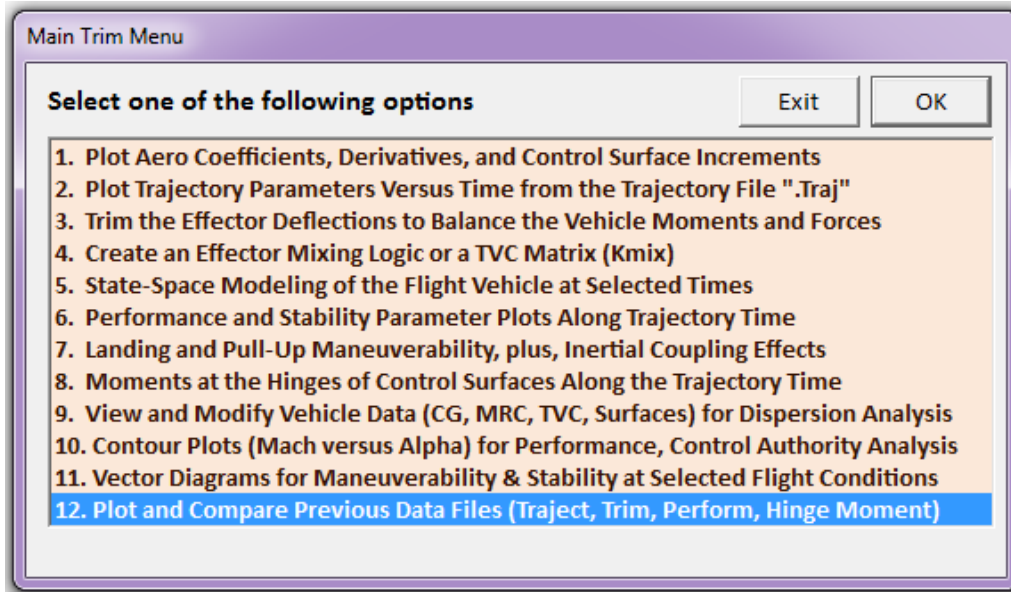 Main Trim Menu
Select one of the following options
Exit
OK
1. Plot Aero Coefficients, Derivatives, and Control Surface Increments
2. Plot Trajectory Parameters Versus Time from the Trajectory File ".Traj"
3. Trim the Effector Deflections to Balance the Vehicle Moments and Forces
4. Create an Effector Mixing Logic or a TVC Matrix (Kmix)
5. State-Space Modeling of the Flight Vehicle at Selected Times
6. Performance and Stability Parameter Plots Along Trajectory Time
7. Landing and Pull-Up Maneuverability, plus, Inertial Coupling Effects
8. Moments at the Hinges of Control Surfaces Along the Trajectory Time
9. View and Modify Vehicle Data (CG, MRC, TVC, Surfaces) for Dispersion Analysis
10. Contour Plots (Mach versus Alpha) for Performance, Control Authority Analysis
11. Vector Diagrams for Maneuverability & Stability at Selected Flight Conditions
12. Plot and Compare Previous Data Files (Traject, Trim, Perform, Hinge Moment)